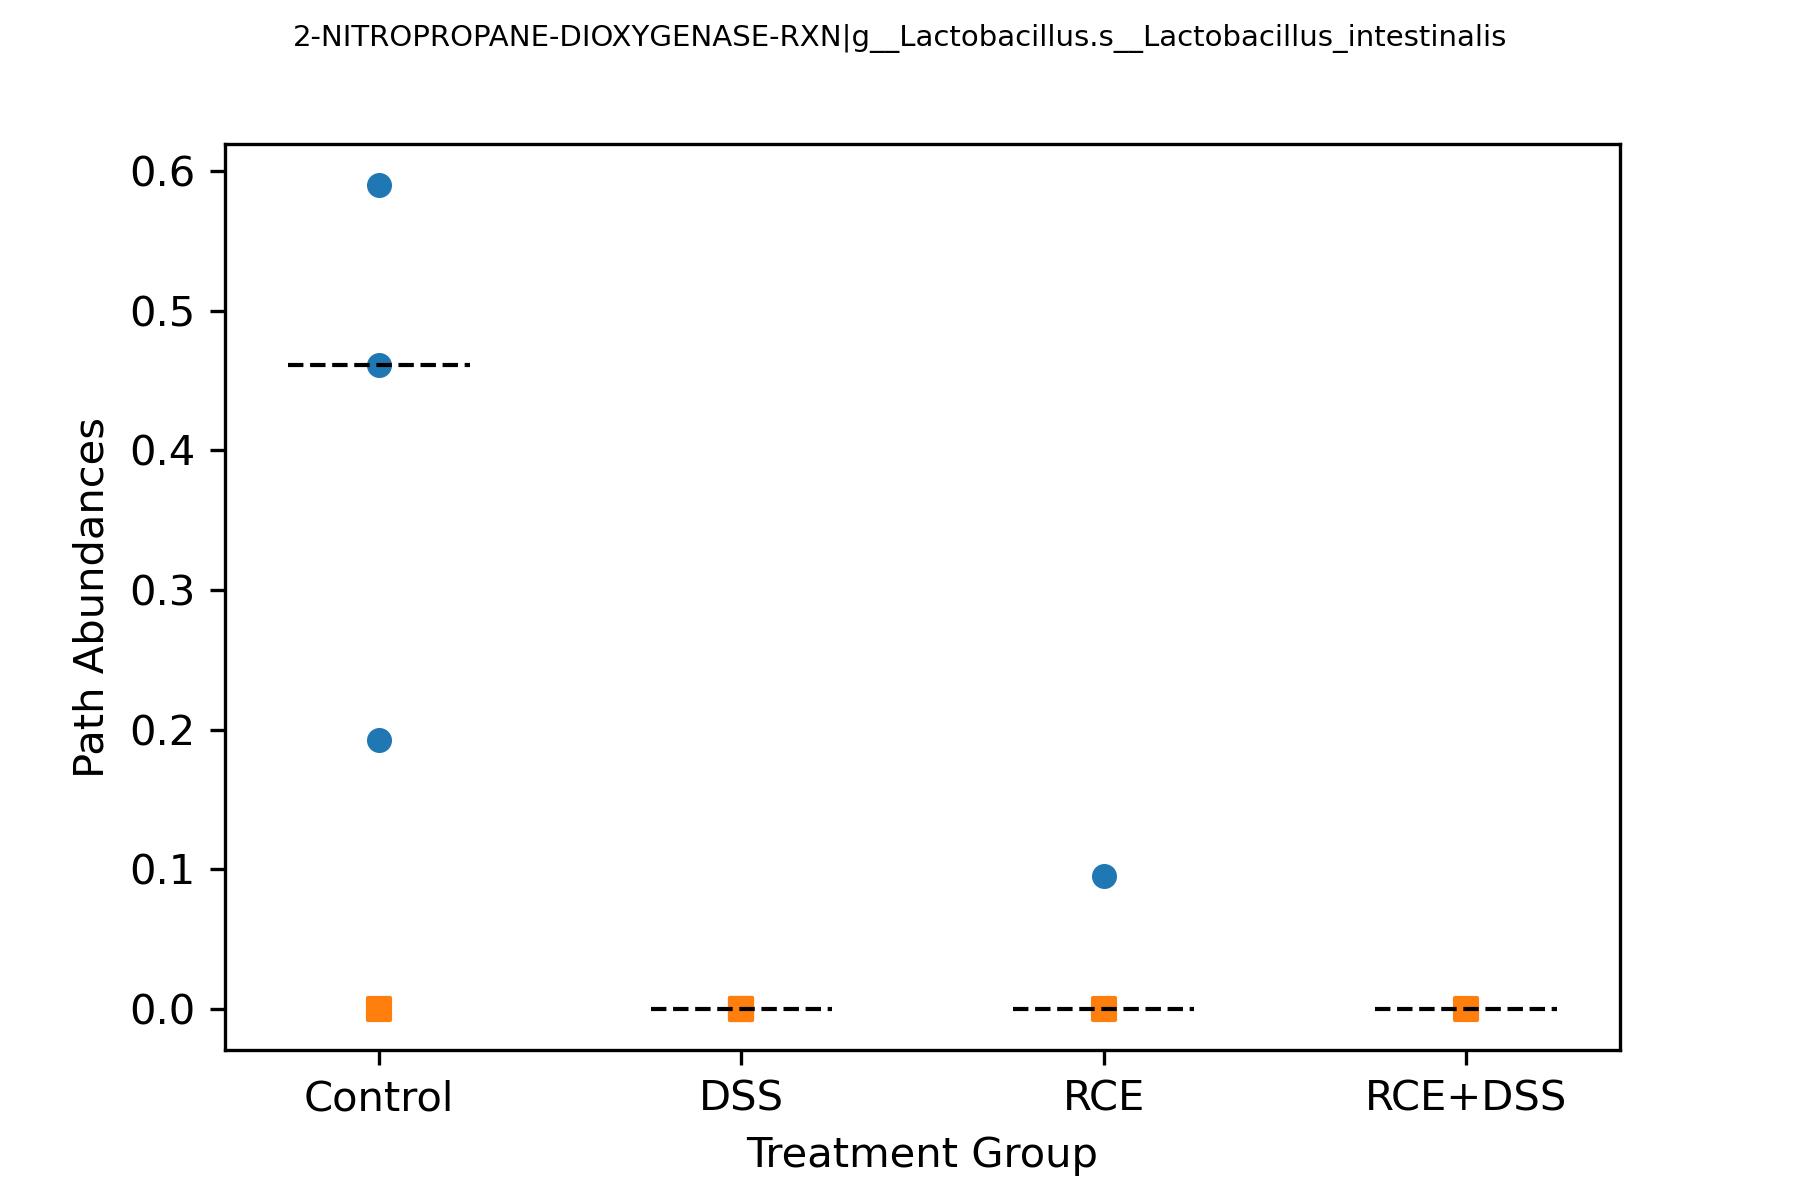 2-NITROPROPANE-DIOXYGENASE-RXN|g__Lactobacillus.s__Lactobacillus_intestinalis
0.6
0.5
0.4
0.3
0.2
0.1
0.0
Path Abundances
Control DSS RCE RCE+DSS
Treatment Group